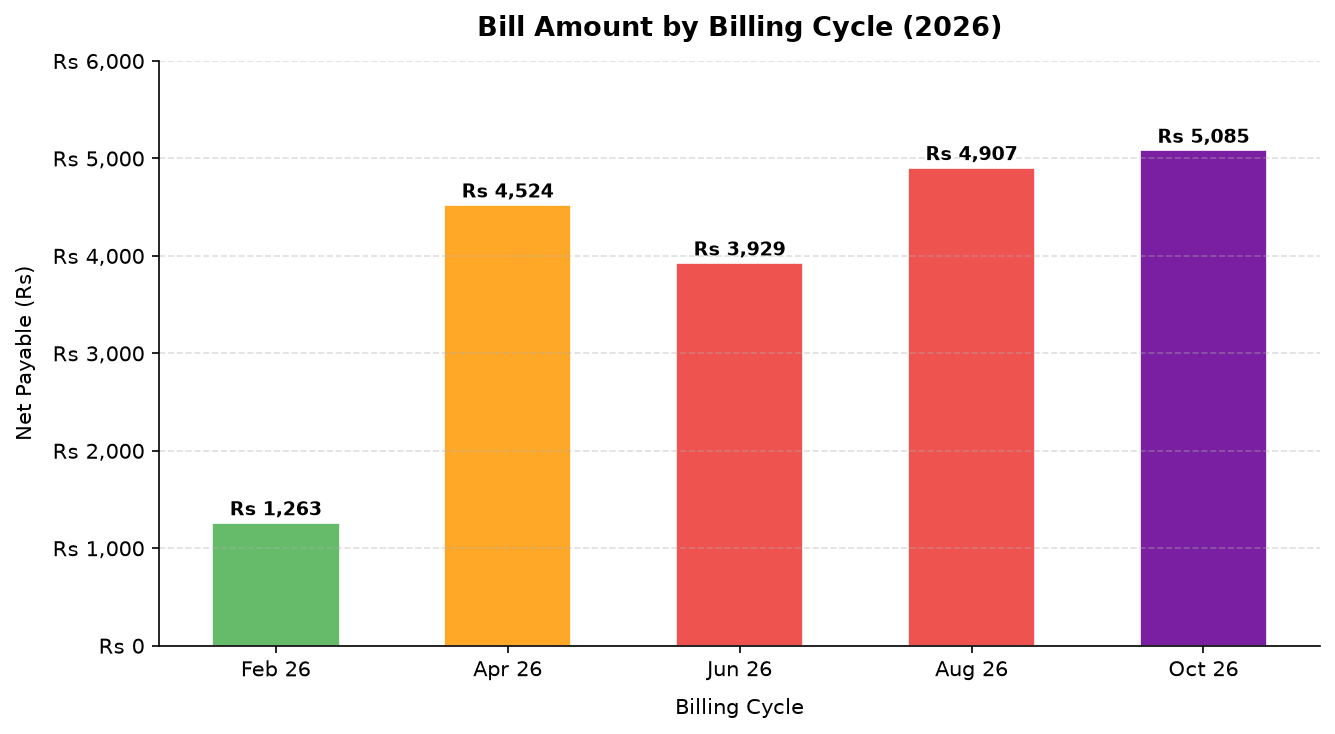 Bill Amount by Billing Cycle (2026)
Rs 6,000
Rs 5,000
Rs 4,000
Rs 3,000
Rs 2,000
Rs 1,000
Rs 0
Net Payable (Rs)
Rs 1,263
Rs 4,524
Rs 3,929
Rs 4,907
Rs 5,085
Feb 26
Apr 26
Jun 26
Aug 26
Oct 26
Billing Cycle